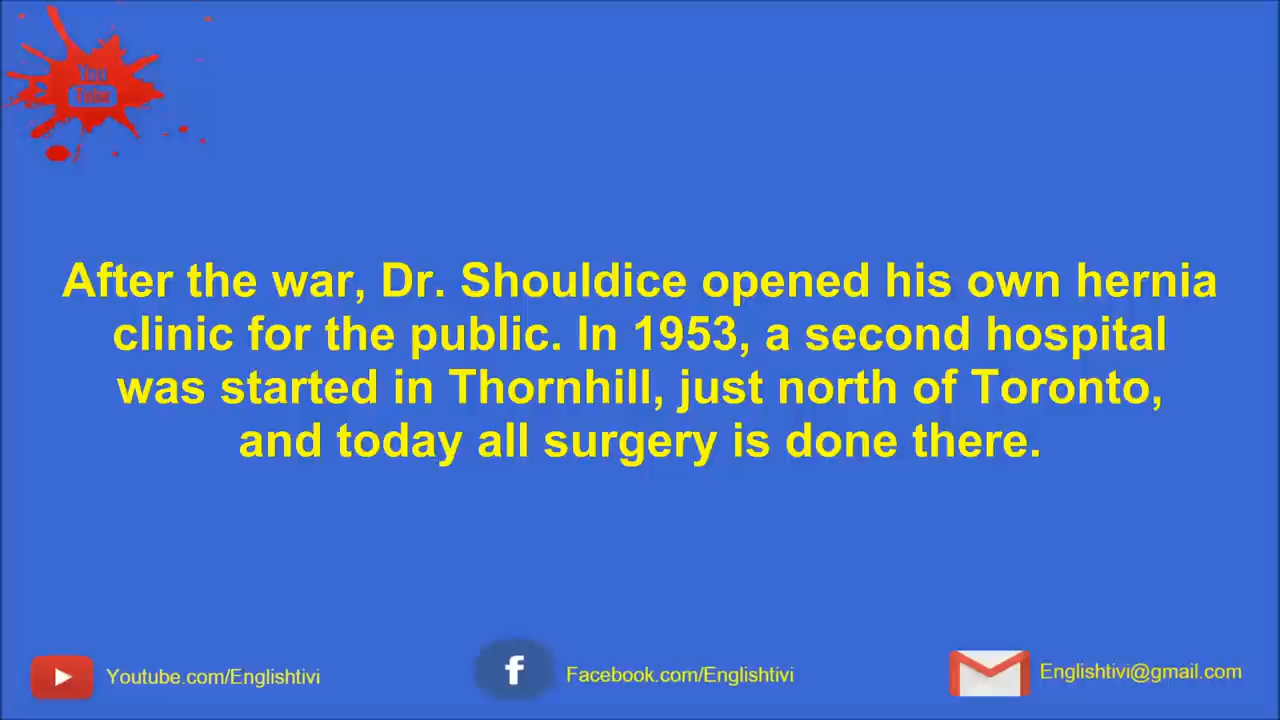 You
Tube
After the war, Dr. Shouldice opened his own hernia
clinic for the public. In 1953, a second hospital
was started in Thornhill, just north of Toronto,
and today all surgery is done there.
Youtube.com/Englishtivi
f
Facebook.com/Englishtivi
Englishtivi@gmail.com